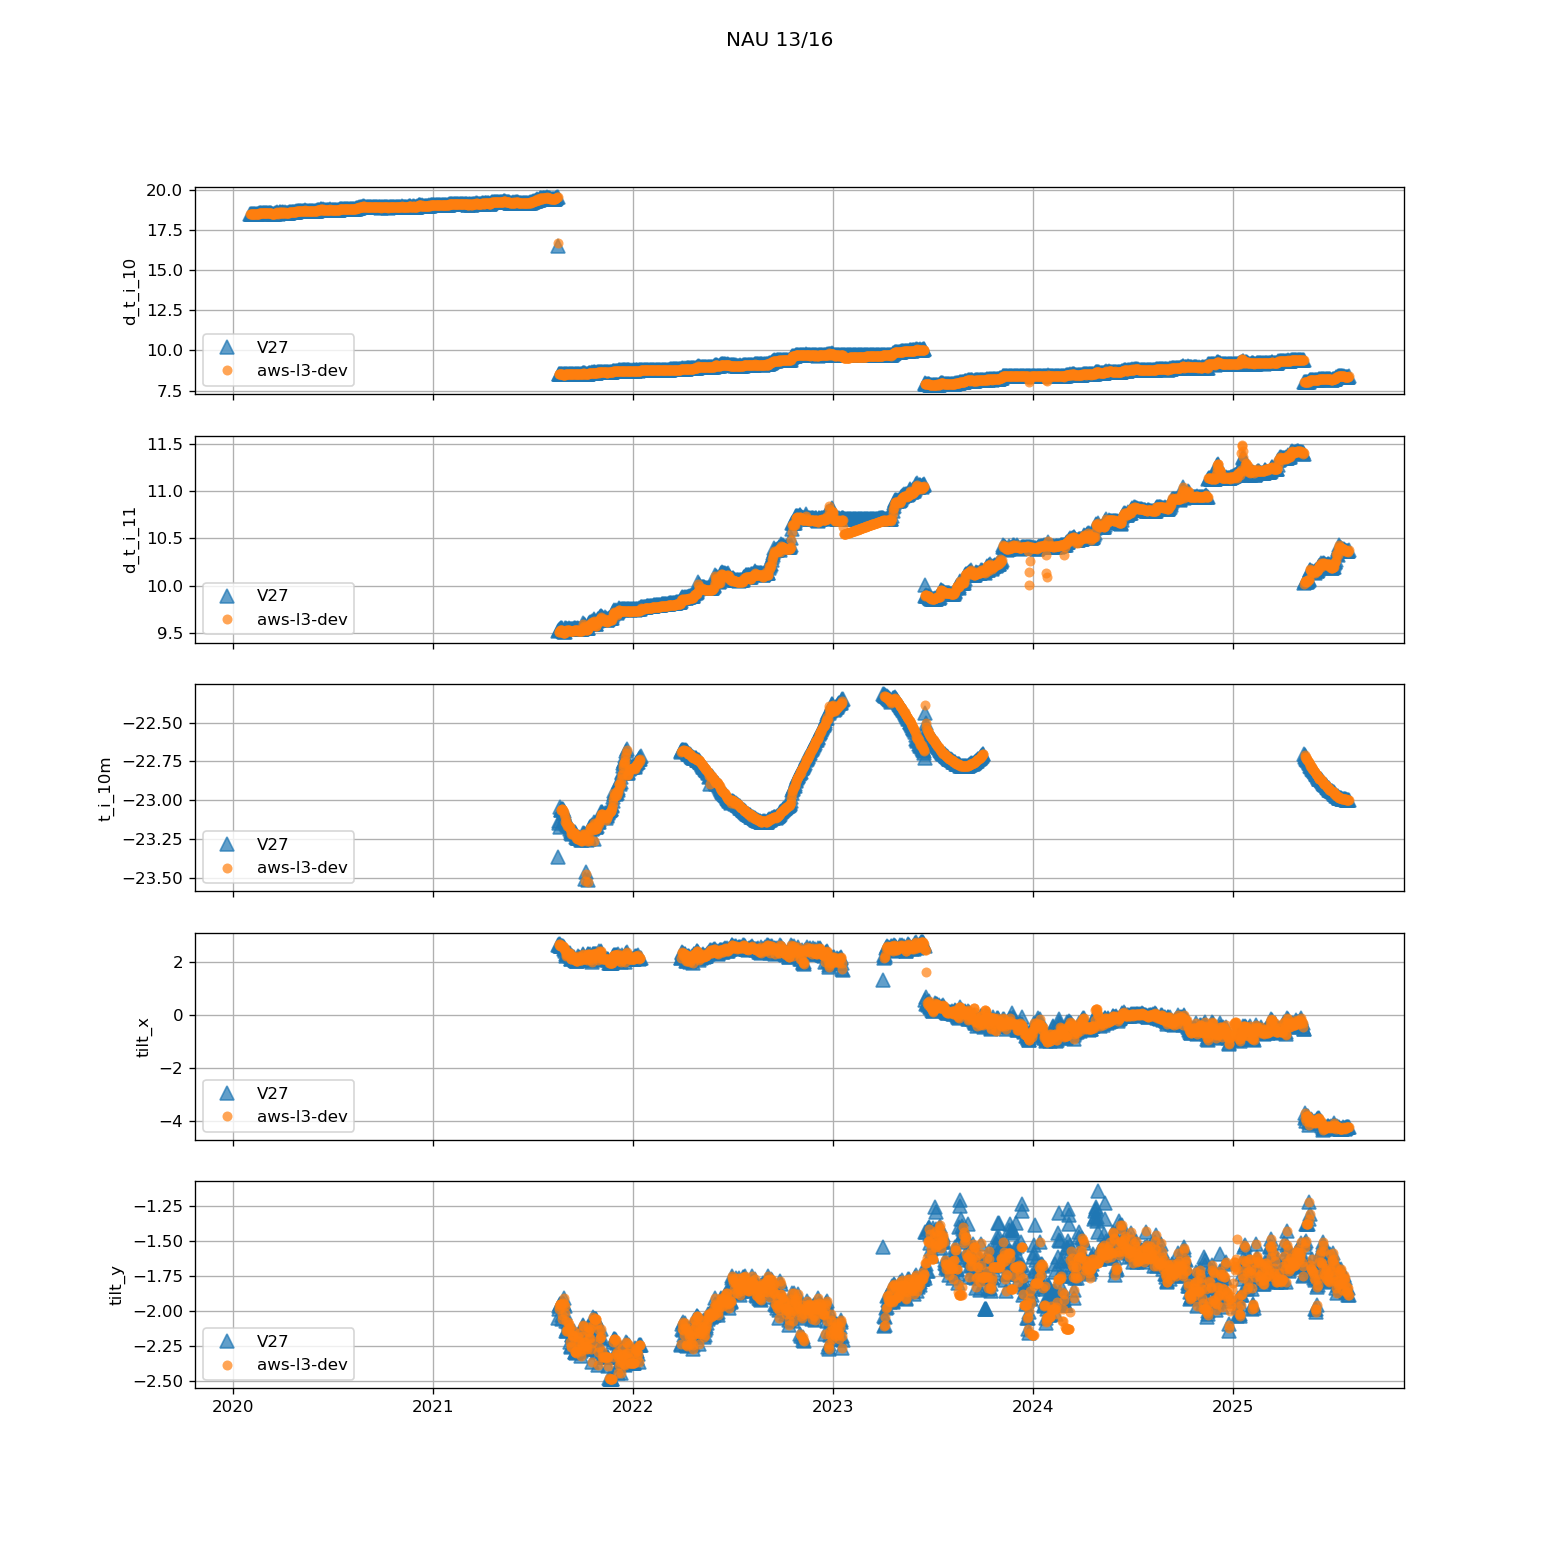 NAU 13/16
20.0
17.5
15.0
12.5
10.0
7.5
d_t_i_10
V27
aws-l3-dev
11.5
11.0
10.5
10.0
9.5
d_t_i_11
V27
aws-l3-dev
−22.50
−22.75
−23.00
−23.25
−23.50
t_i_10m
V27
aws-l3-dev
2
0
−2
−4
tilt_x
V27
aws-l3-dev
−1.25
−1.50
−1.75
−2.00
−2.25
−2.50
tilt_y
V27
aws-l3-dev
2020 2021 2022 2023 2024 2025